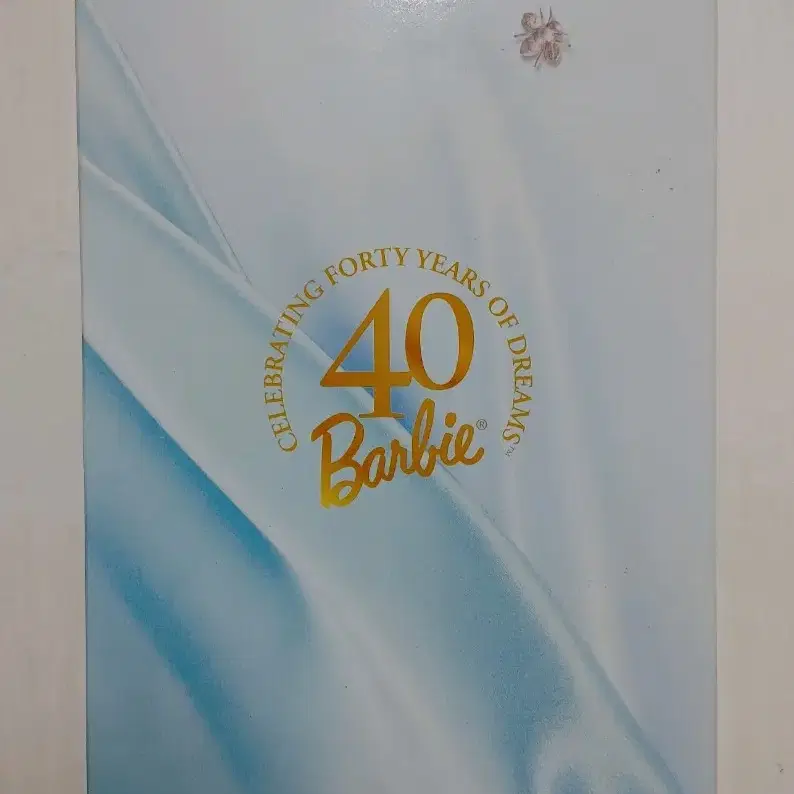 CELEBRATING FORTY YEARS OF DREAMS™
40
Barbie®